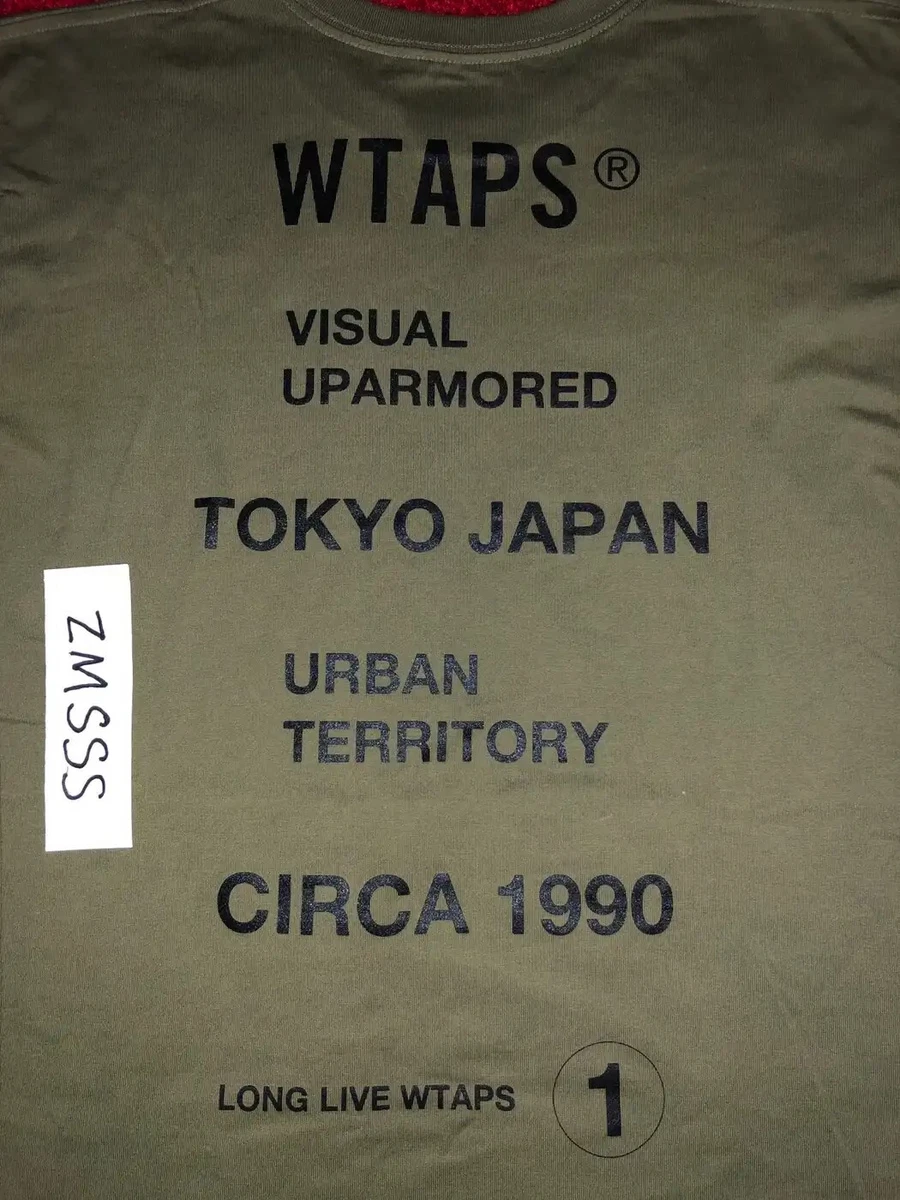 WTAPS®
VISUAL
UPARMORED
TOKYO JAPAN
URBAN
TERRITORY
ZMSSS
CIRCA 1990
LONG LIVE WTAPS 1